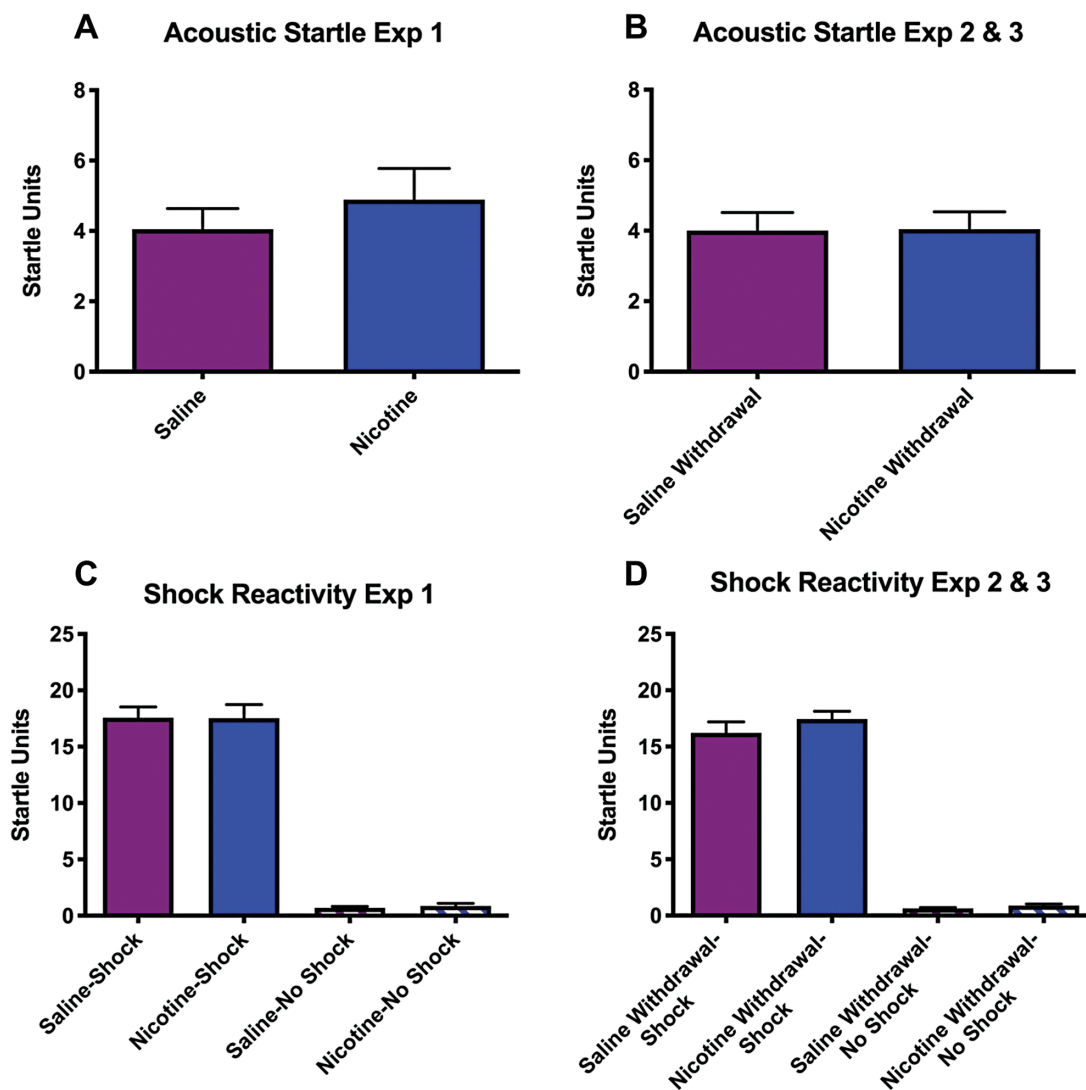 A
Acoustic Startle Exp 1
Startle Units
8
6
4
2
0
Saline
Nicotine
B
Acoustic Startle Exp 2 & 3
Startle Units
8
6
4
2
0
Saline Withdrawal
Nicotine Withdrawal
C
Shock Reactivity Exp 1
Startle Units
25
20
15
10
5
0
Saline-Shock
Nicotine-Shock
Saline-No Shock
Nicotine-No Shock
D
Shock Reactivity Exp 2 & 3
Startle Units
25
20
15
10
5
0
Saline Withdrawal-
Shock
Nicotine Withdrawal-
Shock
Saline Withdrawal-
No Shock
Nicotine Withdrawal-
No Shock